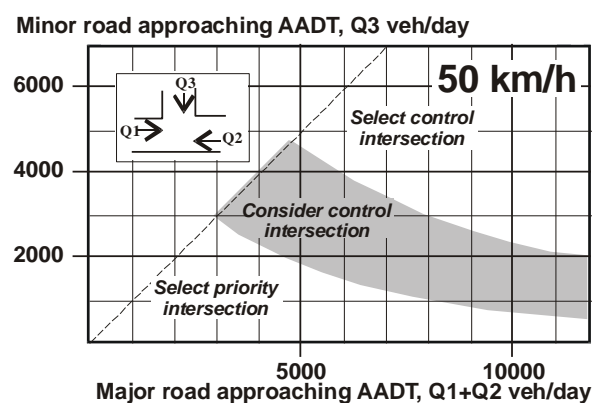 Minor road approaching AADT, Q3 veh/day
50 km/h
6000
Q3
Q1
Q2
Select control
intersection
4000
Consider control
intersection
2000
Select priority
intersection
5000
10000
Major road approaching AADT, Q1+Q2 veh/day